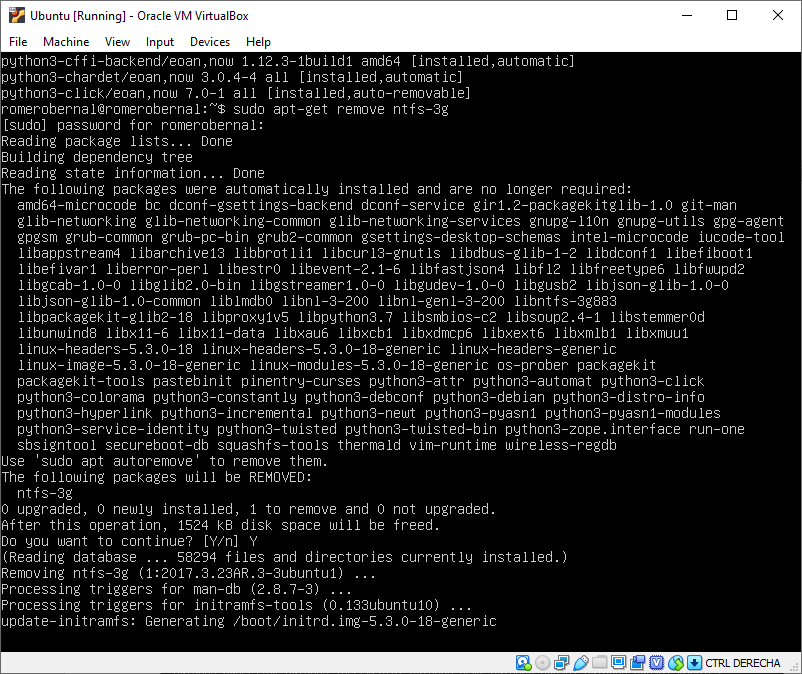 Ubuntu [Running] - Oracle VM VirtualBox
File Machine View Input Devices Help
python3-cffi-backend/eoan,now 1.12.3-1build1 amd64 [installed,automatic]
python3-chardet/eoan,now 3.0.4-4 all [installed,automatic]
python3-click/eoan,now 7.0-1 all [installed,auto-removable]
romerobernal@romerobernal:~$ sudo apt-get remove ntfs-3g
[sudo] password for romerobernal:
Reading package lists... Done
Building dependency tree
Reading state information... Done
The following packages were automatically installed and are no longer required:
amd64-microcode bc dconf-gsettings-backend dconf-service gir1.2-packagekitglib-1.0 git-man
glib-networking glib-networking-common glib-networking-services gnupg-l10n gnupg-utils gpg-agent
gpgsm grub-common grub-pc-bin grub2-common gsettings-desktop-schemas intel-microcode iucode-tool
libappstream4 libarchive13 libbrotli1 libcurl3-gnutls libdbus-glib-1-2 libdconf1 libefiboot1
libefivar1 liberror-perl libestr0 libevent-2.1-6 libfastjson4 libfl2 libfreetype6 libfwupd2
libgcab-1.0-0 libglib2.0-bin libgstreamer1.0-0 libgudev-1.0-0 libgusb2 libjson-glib-1.0-0
libjson-glib-1.0-common liblmdb0 libnl-3-200 libnl-genl-3-200 libntfs-3g883
libpackagekit-glib2-18 libproxy1v5 libpython3.7 libsmbios-c2 libsoup2.4-1 libstemmer0d
libunwind8 libx11-6 libx11-data libxau6 libxcb1 libxdmcp6 libxext6 libxmlb1 libxmuu1
linux-headers-5.3.0-18 linux-headers-5.3.0-18-generic linux-headers-generic
linux-image-5.3.0-18-generic linux-modules-5.3.0-18-generic os-prober packagekit
packagekit-tools pastebinit pinentry-curses python3-attr python3-automat python3-click
python3-colorama python3-constantly python3-debconf python3-debian python3-distro-info
python3-hyperlink python3-incremental python3-newt python3-pyasn1 python3-pyasn1-modules
python3-service-identity python3-twisted python3-twisted-bin python3-zope.interface run-one
sbsigntool secureboot-db squashfs-tools thermald vim-runtime wireless-regdb
Use 'sudo apt autoremove' to remove them.
The following packages will be REMOVED:
ntfs-3g
0 upgraded, 0 newly installed, 1 to remove and 0 not upgraded.
After this operation, 1524 kB disk space will be freed.
Do you want to continue? [Y/n] Y
(Reading database ... 58294 files and directories currently installed.)
Removing ntfs-3g (1:2017.3.23AR.3-3ubuntu1) ...
Processing triggers for man-db (2.8.7-3) ...
Processing triggers for initramfs-tools (0.133ubuntu10) ...
update-initramfs: Generating /boot/initrd.img-5.3.0-18-generic
CTRL DERECHA